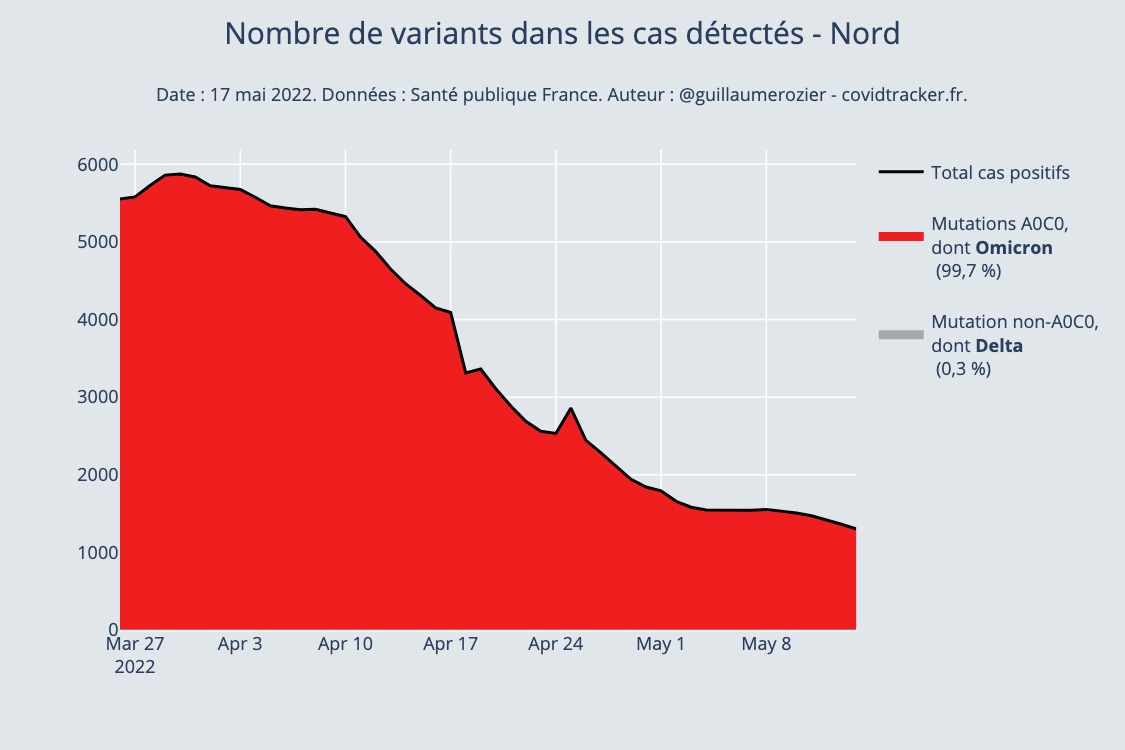 Nombre de variants dans les cas détectés - Nord
Date : 17 mai 2022. Données : Santé publique France. Auteur : @guillaumerozier - covidtracker.fr.
6000
5000
4000
3000
2000
1000
0
Mar 27
2022
Apr 3
Apr 10
Apr 17
Apr 24
May 1
May 8
Total cas positifs
Mutations A0C0,
dont Omicron
(99,7 %)
Mutation non-A0C0,
dont Delta
(0,3 %)